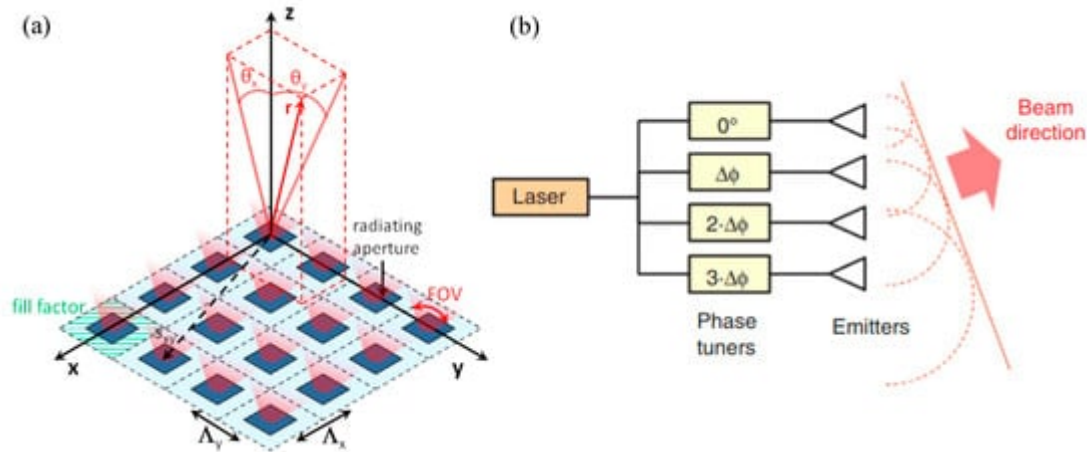 (a)
z
θx
θy
r
radiating
aperture
FOV
fill factor
x
y
Λy
Λx
(b)
0°
Δϕ
2·Δϕ
3·Δϕ
Laser
Phase
tuners
Emitters
Beam
direction